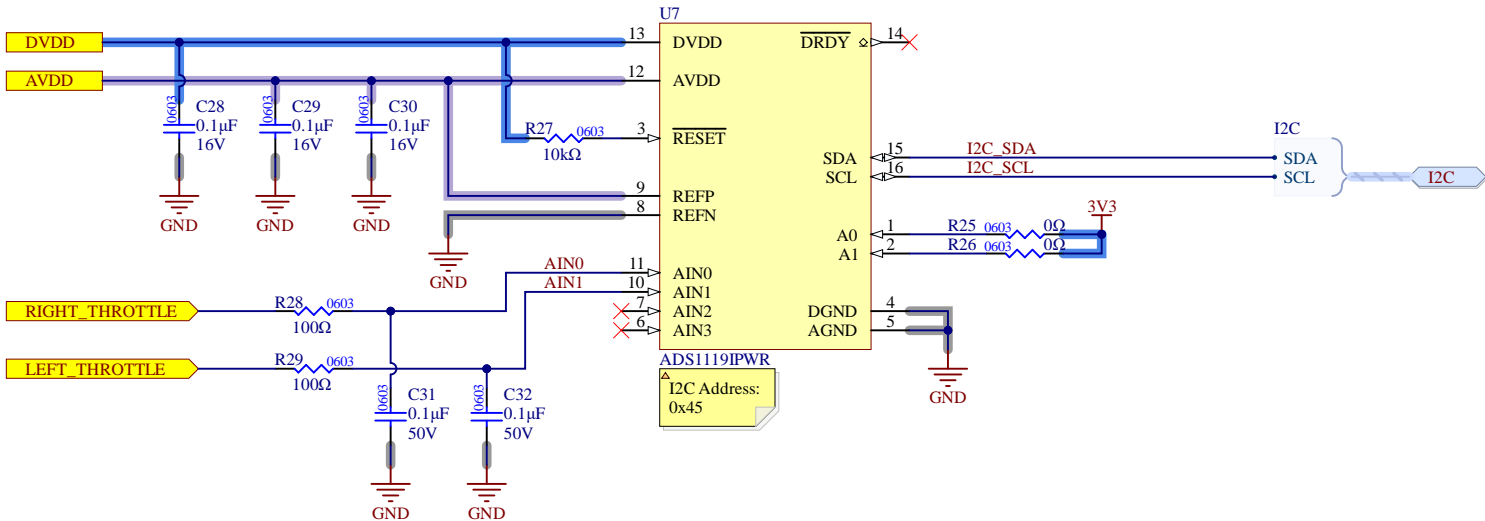 U7
DVDD
13
DVDD
DRDY
14
AVDD
12
AVDD
0603
C28
0.1µF
16V
0603
C29
0.1µF
16V
0603
C30
0.1µF
16V
R27
0603
10kΩ
3
RESET
I2C
SDA
15
I2C_SDA
SDA
SCL
16
I2C_SCL
SCL
I2C
9
REFP
8
REFN
GND
GND
GND
GND
3V3
A0
1
R25
0603
0Ω
A1
2
R26
0603
0Ω
AIN0
11
AIN0
AIN1
10
AIN1
7
AIN2
6
AIN3
DGND
4
AGND
5
GND
RIGHT_THROTTLE
R28
0603
100Ω
LEFT_THROTTLE
R29
0603
100Ω
ADS1119IPWR
I2C Address:
0x45
0603
C31
0.1µF
50V
0603
C32
0.1µF
50V
GND
GND